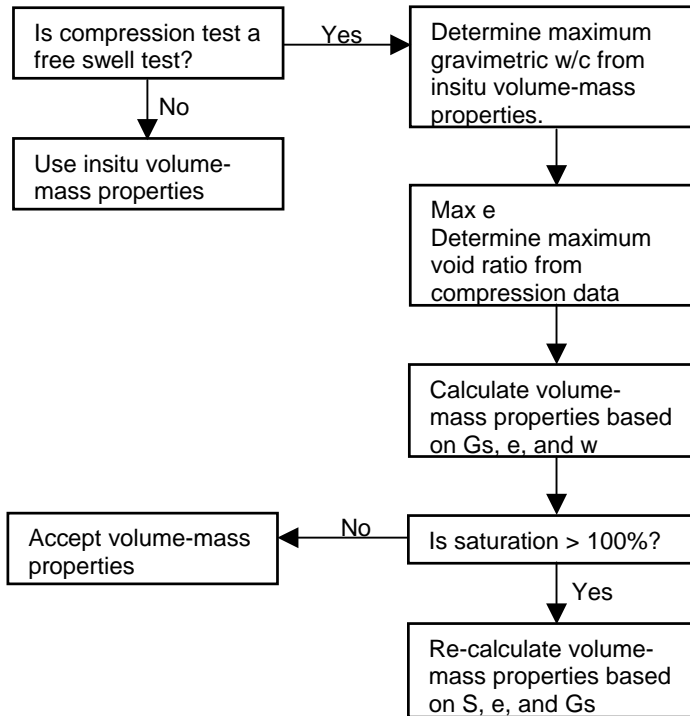 Is compression test a
free swell test?
Yes
Determine maximum
gravimetric w/c from
insitu volume-mass
properties.
No
Use insitu volume-
mass properties
Max e
Determine maximum
void ratio from
compression data
Calculate volume-
mass properties based
on Gs, e, and w
Accept volume-mass
properties
No
Is saturation > 100%?
Yes
Re-calculate volume-
mass properties based
on S, e, and Gs